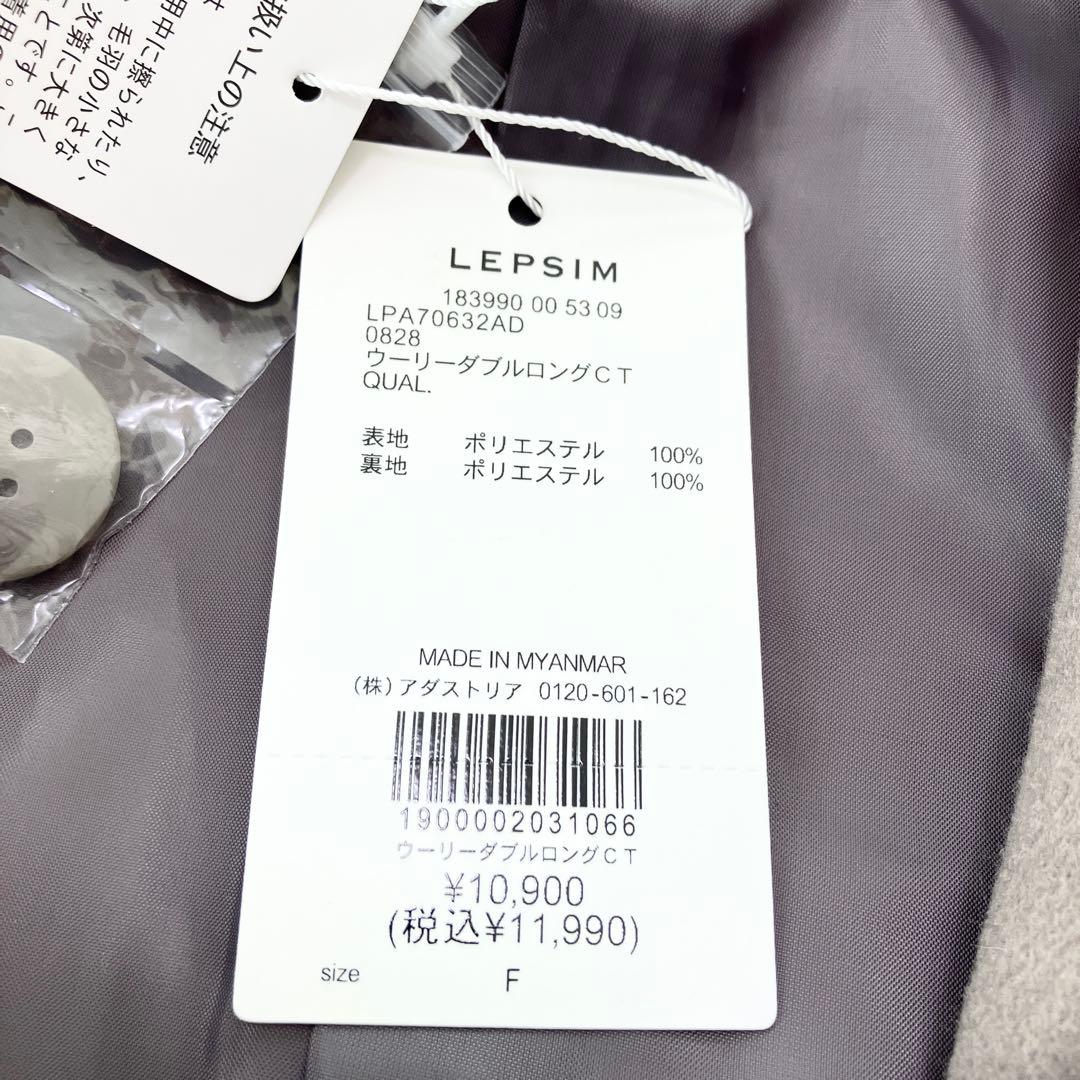 扱い上の注意
用中に擦られたり、
毛羽の小さな
次第に大きく
とです。
着用の
LEPSIM
183990 00 53 09
LPA70632AD
0828
ウーリーダブルロングCT
QUAL.
表地 ポリエステル 100%
裏地 ポリエステル 100%
MADE IN MYANMAR
(株)アダストリア 0120-601-162
1900002031066
ウーリーダブルロングCT
¥10,900
(税込¥11,990)
size F